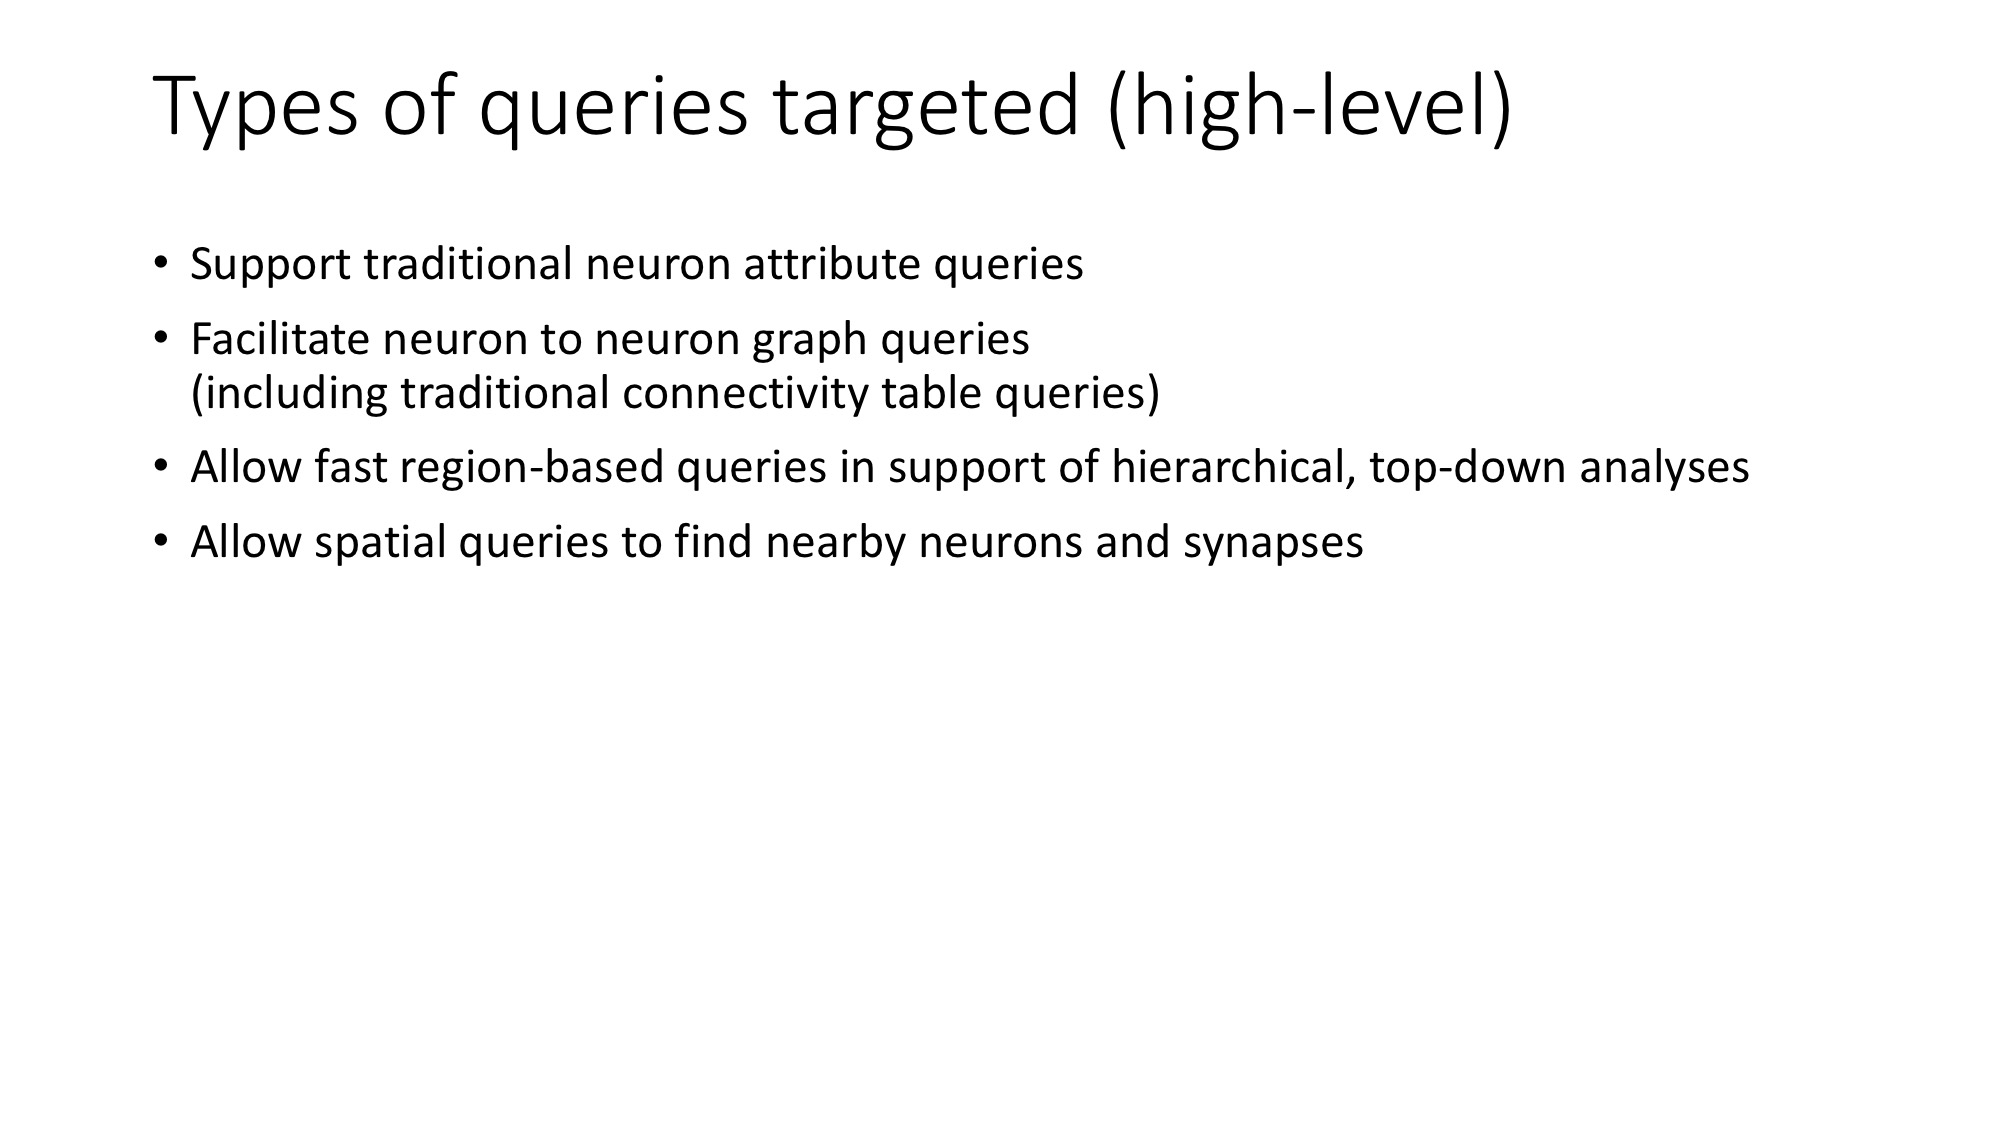 Types of queries targeted (high-level)
• Support traditional neuron attribute queries
• Facilitate neuron to neuron graph queries
(including traditional connectivity table queries)
• Allow fast region-based queries in support of hierarchical, top-down analyses
• Allow spatial queries to find nearby neurons and synapses